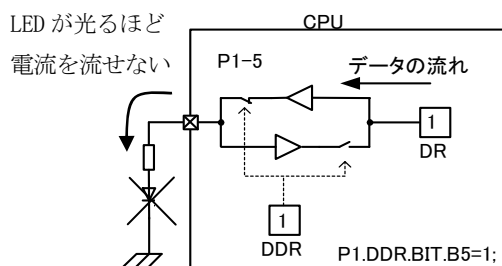 LED が光るほど
電流を流せない
CPU
P1-5
データの流れ
1
DR
1
DDR
P1.DDR.BIT.B5=1;